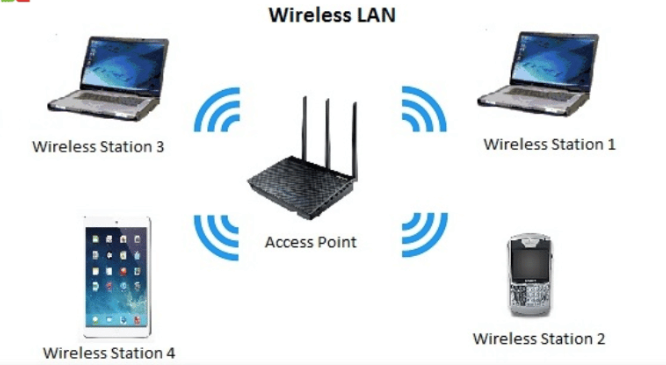 Wireless LAN
Wireless Station 3
Wireless Station 1
Access Point
Wireless Station 4
Wireless Station 2